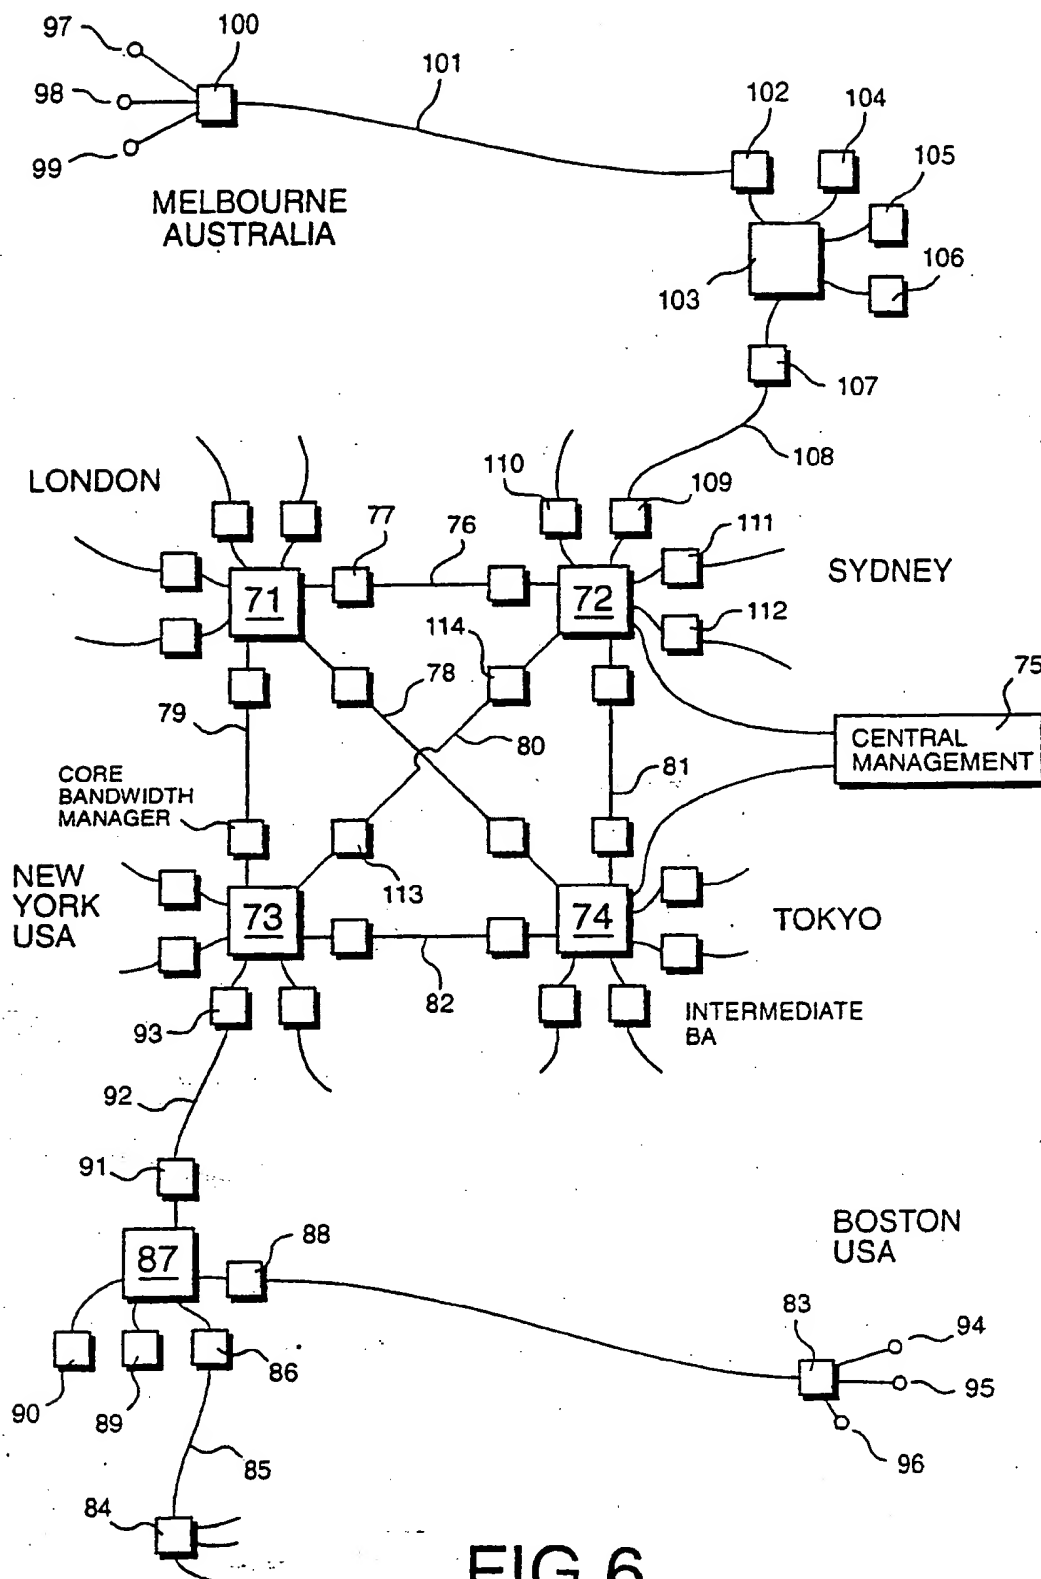 97
100
98
101
102
104
99
105
MELBOURNE
AUSTRALIA
106
103
107
108
LONDON
110
109
77
76
111
SYDNEY
71
72
112
114
78
75
79
80
CENTRAL
MANAGEMENT
81
CORE
BANDWIDTH
MANAGER
NEW
YORK
USA
113
73
74
TOKYO
82
93
INTERMEDIATE
BA
92
91
BOSTON
USA
88
87
83
94
86
95
90
89
96
85
84
FIG.6